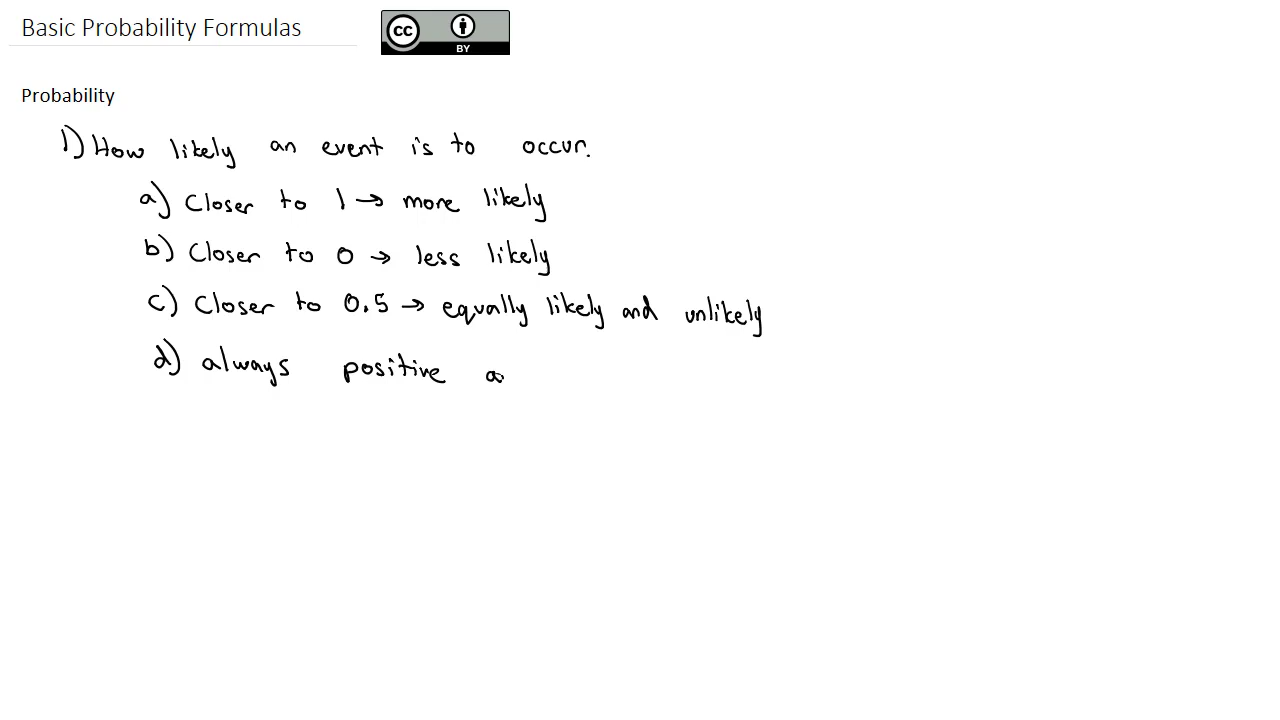 Basic Probability Formulas
CC BY
Probability
1) How likely an event is to occur.
a) Closer to 1 → more likely
b) Closer to 0 → less likely
c) Closer to 0.5 → equally likely and unlikely
d) always positive a